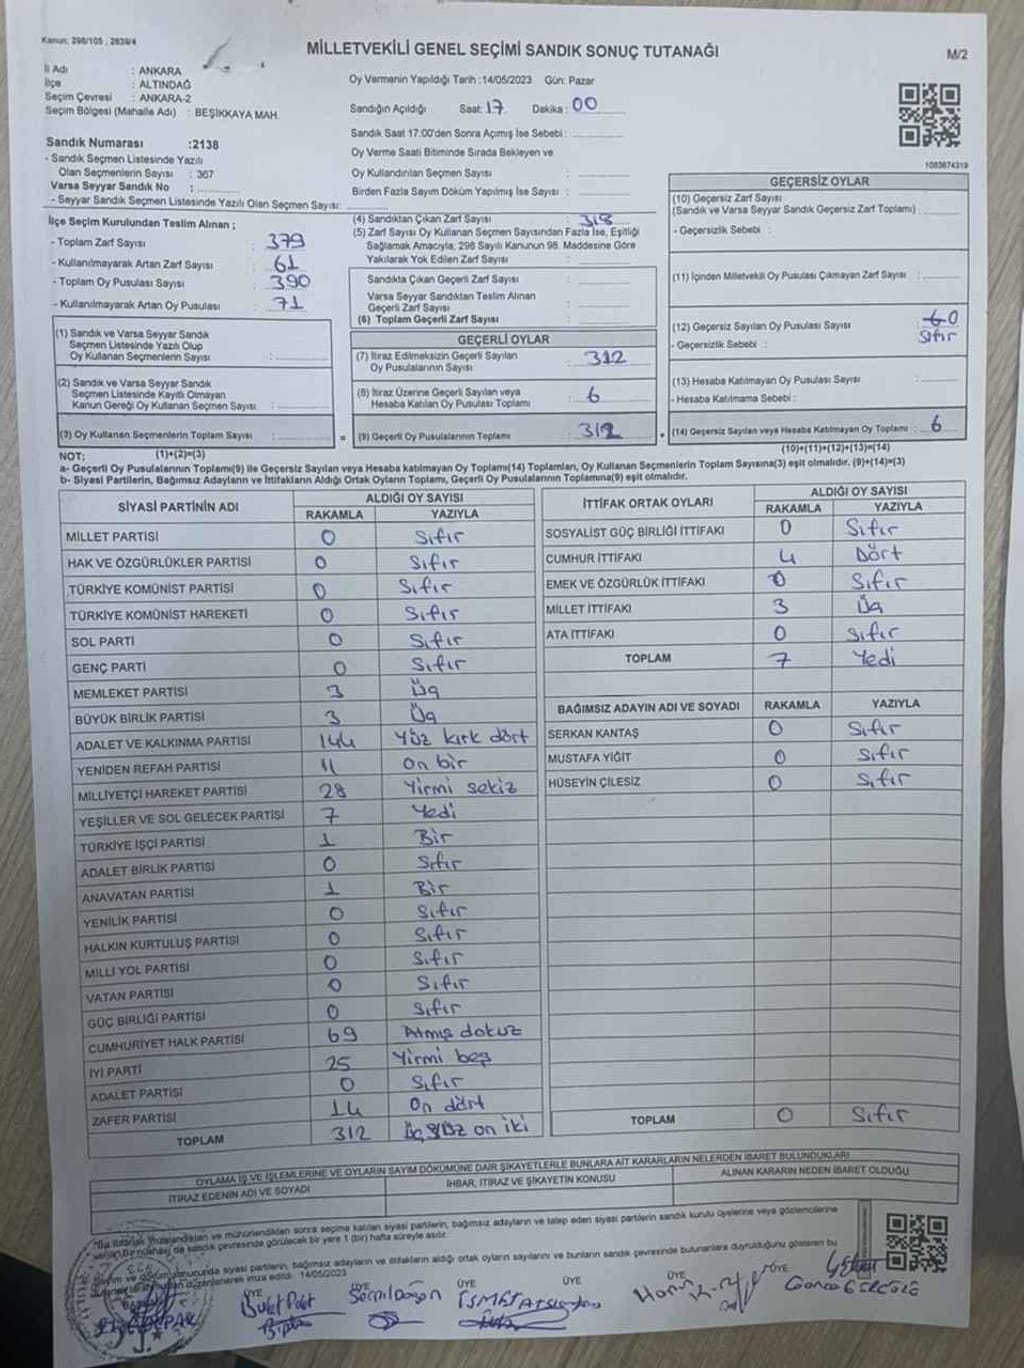 Kanun: 298/105 , 2839/4
MİLLETVEKİLİ GENEL SEÇİMİ SANDIK SONUÇ TUTANAĞI
M/2
İl Adı : ANKARA
İlçe : ALTINDAĞ
Seçim Çevresi : ANKARA-2
Seçim Bölgesi (Mahalle Adı) : BEŞİKKAYA MAH.
Sandık Numarası :2138
- Sandık Seçmen Listesinde Yazılı
Olan Seçmenlerin Sayısı : 367
Varsa Seyyar Sandık No :
- Seyyar Sandık Seçmen Listesinde Yazılı Olan Seçmen Sayısı:
Oy Vermenin Yapıldığı Tarih :14/05/2023 Gün: Pazar
Sandığın Açıldığı Saat: 17 Dakika : 00
Sandık Saat 17:00'den Sonra Açımış İse Sebebi :
Oy Verme Saati Bitiminde Sırada Bekleyen ve
Oy Kullandırılan Seçmen Sayısı :
Birden Fazla Sayım Döküm Yapılmış İse Sayısı :
1083674319
İlçe Seçim Kurulundan Teslim Alınan ;
- Toplam Zarf Sayısı : 379
- Kullanılmayarak Artan Zarf Sayısı : 61
- Toplam Oy Pusulası Sayısı : 390
- Kullanılmayarak Artan Oy Pusulası : 71
(1) Sandık ve Varsa Seyyar Sandık
Seçmen Listesinde Yazılı Olup
Oy Kullanan Seçmenlerin Sayısı :
(2) Sandık ve Varsa Seyyar Sandık
Seçmen Listesinde Kayıtlı Olmayan
Kanun Gereği Oy Kullanan Seçmen Sayısı :
(3) Oy Kullanan Seçmenlerin Toplam Sayısı :
(4) Sandıktan Çıkan Zarf Sayısı : 318
(5) Zarf Sayısı Oy Kullanan Seçmen Sayısından Fazla İse, Eşitliği
Sağlamak Amacıyla; 298 Sayılı Kanunun 98. Maddesine Göre
Yakılarak Yok Edilen Zarf Sayısı :
Sandıkta Çıkan Geçerli Zarf Sayısı :
Varsa Seyyar Sandıktan Teslim Alınan
Geçerli Zarf Sayısı :
(6) Toplam Geçerli Zarf Sayısı :
GEÇERLİ OYLAR
(7) İtiraz Edilmeksizin Geçerli Sayılan
Oy Pusulalarının Sayısı : 312
(8) İtiraz Üzerine Geçerli Sayılan veya
Hesaba Katılan Oy Pusulası Toplamı : 6
= (9) Geçerli Oy Pusulalarının Toplamı : 312
GEÇERSİZ OYLAR
(10) Geçersiz Zarf Sayısı
(Sandık ve Varsa Seyyar Sandık Geçersiz Zarf Toplamı) :
- Geçersizlik Sebebi :
(11) İçinden Milletvekili Oy Pusulası Çıkmayan Zarf Sayısı :
(12) Geçersiz Sayılan Oy Pusulası Sayısı : 60
- Geçersizlik Sebebi : Sıfır
(13) Hesaba Katılmayan Oy Pusulası Sayısı :
- Hesaba Katılmama Sebebi :
+ (14) Geçersiz Sayılan veya Hesaba Katılmayan Oy Toplamı : 6
NOT: (1)+(2)=(3)
(10)+(11)+(12)+(13)=(14)
a- Geçerli Oy Pusulalarının Toplamı(9) ile Geçersiz Sayılan veya Hesaba katılmayan Oy Toplamı(14) Toplamları, Oy Kullanan Seçmenlerin Toplam Sayısına(3) eşit olmalıdır. (9)+(14)=(3)
b- Siyasi Partilerin, Bağımsız Adayların ve İttifakların Aldığı Ortak Oyların Toplamı, Geçerli Oy Pusulalarının Toplamına(9) eşit olmalıdır.
SİYASİ PARTİNİN ADI ALDIĞI OY SAYISI
RAKAMLA YAZIYLA
MİLLET PARTİSİ 0 Sıfır
HAK VE ÖZGÜRLÜKLER PARTİSİ 0 Sıfır
TÜRKİYE KOMÜNİST PARTİSİ 0 Sıfır
TÜRKİYE KOMÜNİST HAREKETİ 0 Sıfır
SOL PARTİ 0 Sıfır
GENÇ PARTİ 0 Sıfır
MEMLEKET PARTİSİ 3 Üç
BÜYÜK BİRLİK PARTİSİ 3 Üç
ADALET VE KALKINMA PARTİSİ 144 Yüz kırk dört
YENİDEN REFAH PARTİSİ 11 On bir
MİLLİYETÇİ HAREKET PARTİSİ 28 Yirmi sekiz
YEŞİLLER VE SOL GELECEK PARTİSİ 7 Yedi
TÜRKİYE İŞÇİ PARTİSİ 1 Bir
ADALET BİRLİK PARTİSİ 0 Sıfır
ANAVATAN PARTİSİ 1 Bir
YENİLİK PARTİSİ 0 Sıfır
HALKIN KURTULUŞ PARTİSİ 0 Sıfır
MİLLİ YOL PARTİSİ 0 Sıfır
VATAN PARTİSİ 0 Sıfır
GÜÇ BİRLİĞİ PARTİSİ 0 Sıfır
CUMHURİYET HALK PARTİSİ 69 Atmış dokuz
İYİ PARTİ 25 Yirmi beş
ADALET PARTİSİ 0 Sıfır
ZAFER PARTİSİ 14 On dört
TOPLAM 312 Üç yüz on iki
İTTİFAK ORTAK OYLARI ALDIĞI OY SAYISI
RAKAMLA YAZIYLA
SOSYALİST GÜÇ BİRLİĞİ İTTİFAKI 0 Sıfır
CUMHUR İTTİFAKI 4 Dört
EMEK VE ÖZGÜRLÜK İTTİFAKI 0 Sıfır
MİLLET İTTİFAKI 3 Üç
ATA İTTİFAKI 0 Sıfır
TOPLAM 7 Yedi
BAĞIMSIZ ADAYIN ADI VE SOYADI RAKAMLA YAZIYLA
SERKAN KANTAŞ 0 Sıfır
MUSTAFA YİĞİT 0 Sıfır
HÜSEYİN ÇİLESİZ 0 Sıfır
TOPLAM 0 Sıfır
OYLAMA İŞ VE İŞLEMLERİNE VE OYLARIN SAYIM DÖKÜMÜNE DAİR ŞİKAYETLERLE BUNLARA AİT KARARLARIN NELERDEN İBARET BULUNDUKLARI
İTİRAZ EDENİN ADI VE SOYADI İHBAR, İTİRAZ VE ŞİKAYETİN KONUSU ALINAN KARARIN NEDEN İBARET OLDUĞU
sonra seçime katılan siyasi partilerin, bağımsız adayların ve talep eden siyasi partilerin sandık kurulu üyelerine veya gözlemcilerine
sandık çevresinde görülecek bir yere 1 (bir) hafta süreyle asılır.
siyasi partilerin, bağımsız adayların ve ittifakların aldığı ortak oyların sayılarını ve bunların sandık çevresinde bulunanlara duyrulduğunu gösteren bu
imza edildi. 14/05/2023
ÜYE ÜYE ÜYE ÜYE ÜYE
Bulet Polat